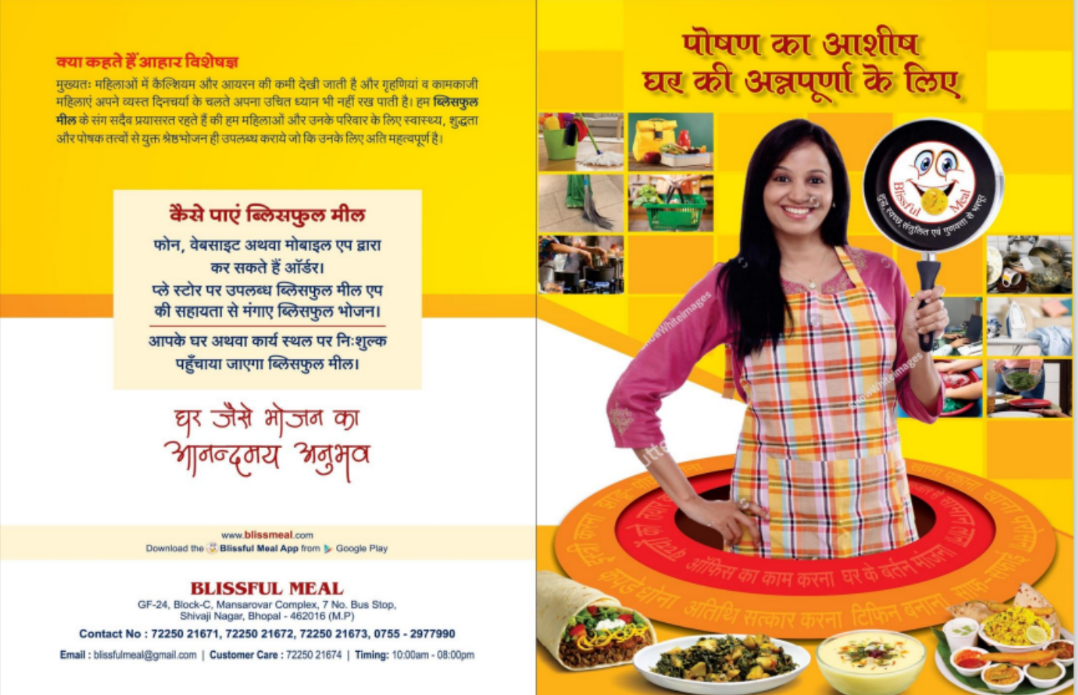 क्या कहते हैं आहार विशेषज्ञ
मुख्यतः महिलाओं में कैल्शियम और आयरन की कमी देखी जाती है और गृहणियां व कामकाजी
महिलाएं अपने व्यस्त दिनचर्या के चलते अपना उचित ध्यान भी नहीं रख पाती है। हम ब्लिसफुल
मील के संग सदैव प्रयासरत रहते हैं की हम महिलाओं और उनके परिवार के लिए स्वास्थ्य, शुद्धता
और पोषक तत्वों से युक्त श्रेष्ठभोजन ही उपलब्ध कराये जो कि उनके लिए अति महत्वपूर्ण है।
कैसे पाएं ब्लिसफुल मील
फोन, वेबसाइट अथवा मोबाइल एप द्वारा
कर सकते हैं ऑर्डर।
प्ले स्टोर पर उपलब्ध ब्लिसफुल मील एप
की सहायता से मंगाए ब्लिसफुल भोजन।
आपके घर अथवा कार्य स्थल पर निःशुल्क
पहुँचाया जाएगा ब्लिसफुल मील।
घर जैसे भोजन का
आनन्दमय अनुभव
www.blissmeal.com
Download the Blissful Meal App from Google Play
BLISSFUL MEAL
GF-24, Block-C, Mansarovar Complex, 7 No. Bus Stop,
Shivaji Nagar, Bhopal - 462016 (M.P)
Contact No : 72250 21671, 72250 21672, 72250 21673, 0755 - 2977990
Email : blissfulmeal@gmail.com | Customer Care : 72250 21674 | Timing: 10:00am - 08:00pm
पोषण का आशीष
घर की अन्नपूर्णा के लिए
Blissful Meal
शुद्ध, स्वच्छ, संतुलित एवं गुणवत्ता से भरपूर
ऑफिस का काम करना घर के बर्तन मांजना
कपड़े धोना अतिथि सत्कार करना टिफिन पकाना साफ-सफाई